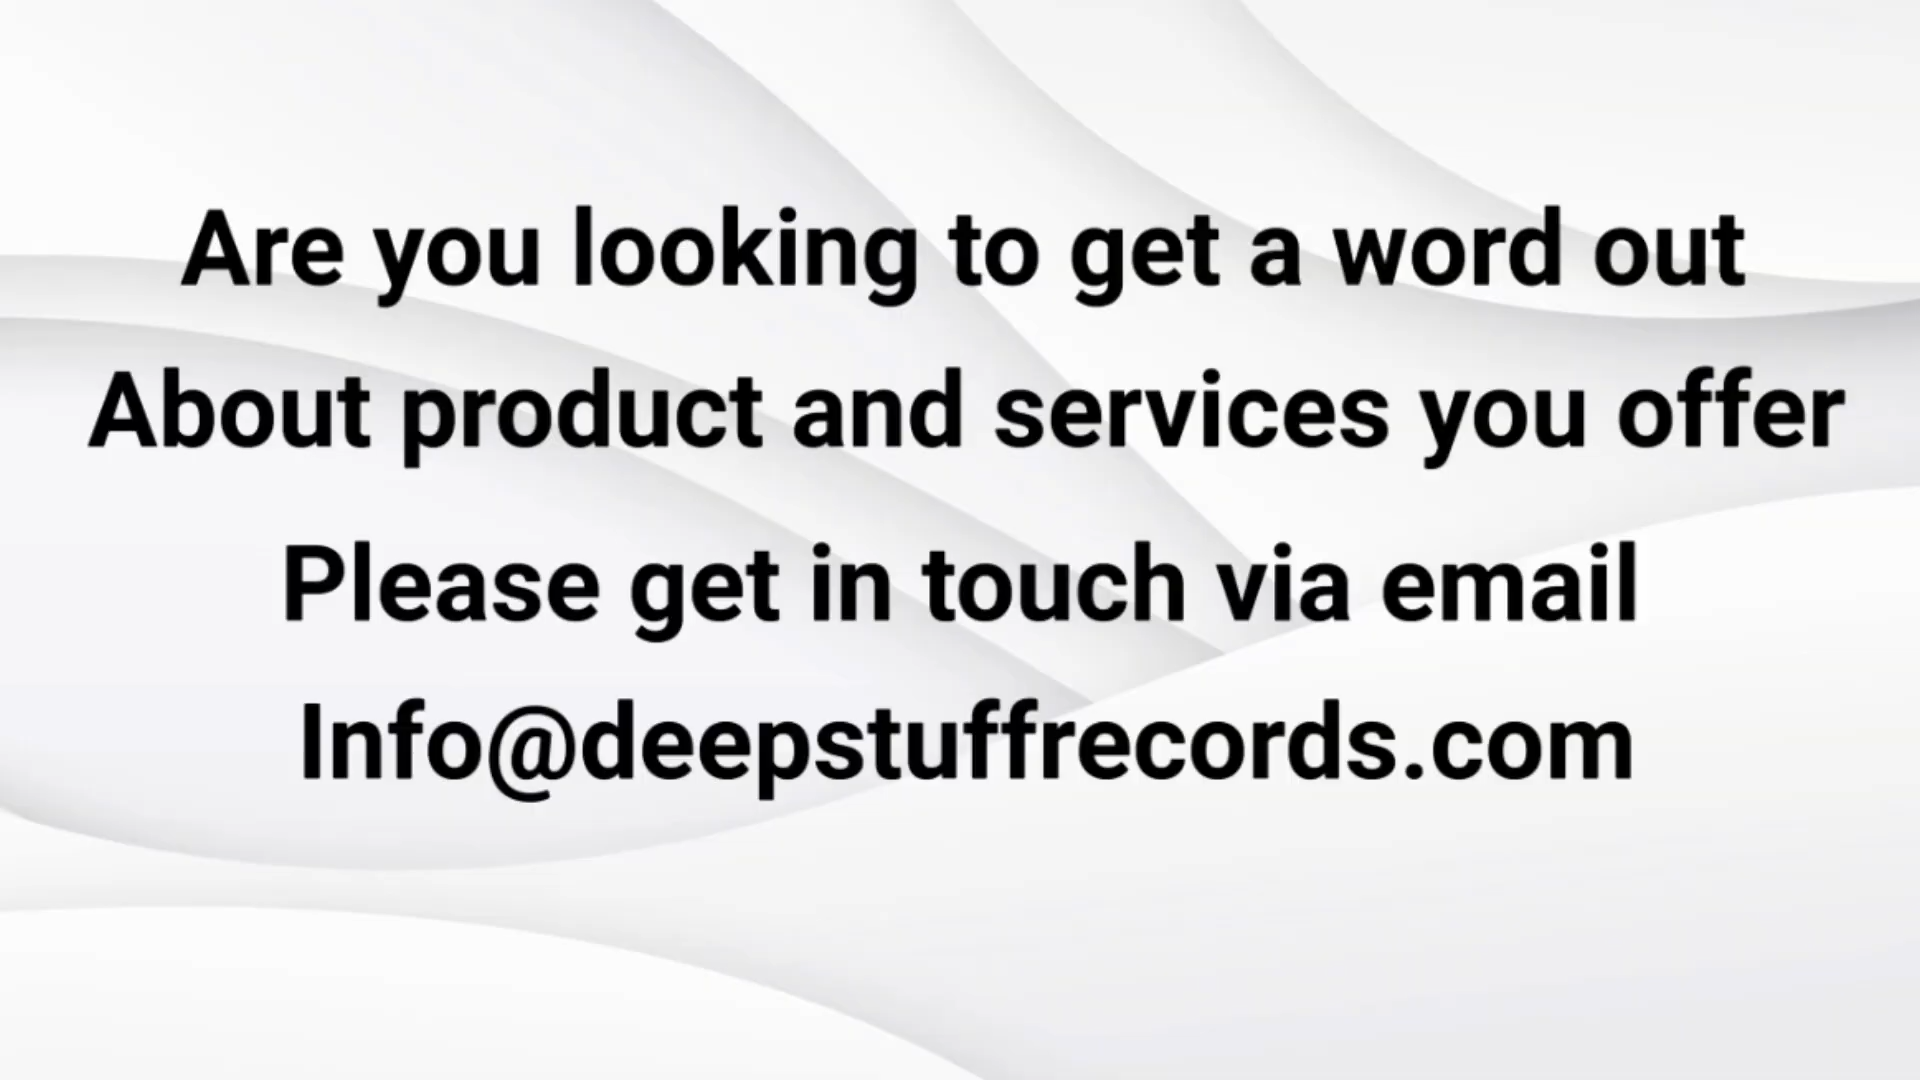 Are you looking to get a word out
About product and services you offer
Please get in touch via email
Info@deepstuffrecords.com